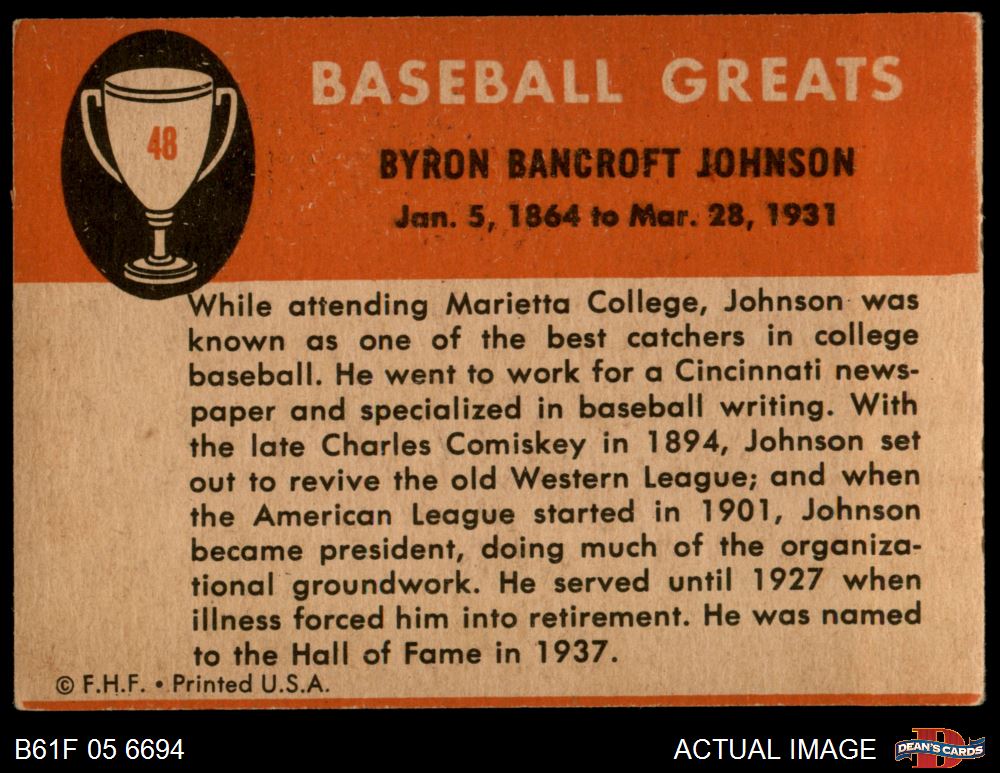 48
BASEBALL GREATS
BYRON BANCROFT JOHNSON
Jan. 5, 1864 to Mar. 28, 1931
While attending Marietta College, Johnson was
known as one of the best catchers in college
baseball. He went to work for a Cincinnati news-
paper and specialized in baseball writing. With
the late Charles Comiskey in 1894, Johnson set
out to revive the old Western League; and when
the American League started in 1901, Johnson
became president, doing much of the organiza-
tional groundwork. He served until 1927 when
illness forced him into retirement. He was named
to the Hall of Fame in 1937.
© F.H.F. • Printed U.S.A.
B61F 05 6694
ACTUAL IMAGE
D
DEAN'S CARDS